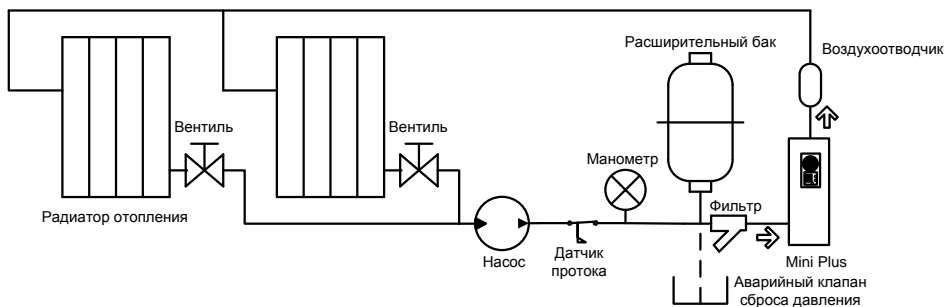 Расширительный бак
Воздухоотводчик
Вентиль
Вентиль
Манометр
Радиатор отопления
Фильтр
Насос
Датчик
протока
Mini Plus
Аварийный клапан
сброса давления